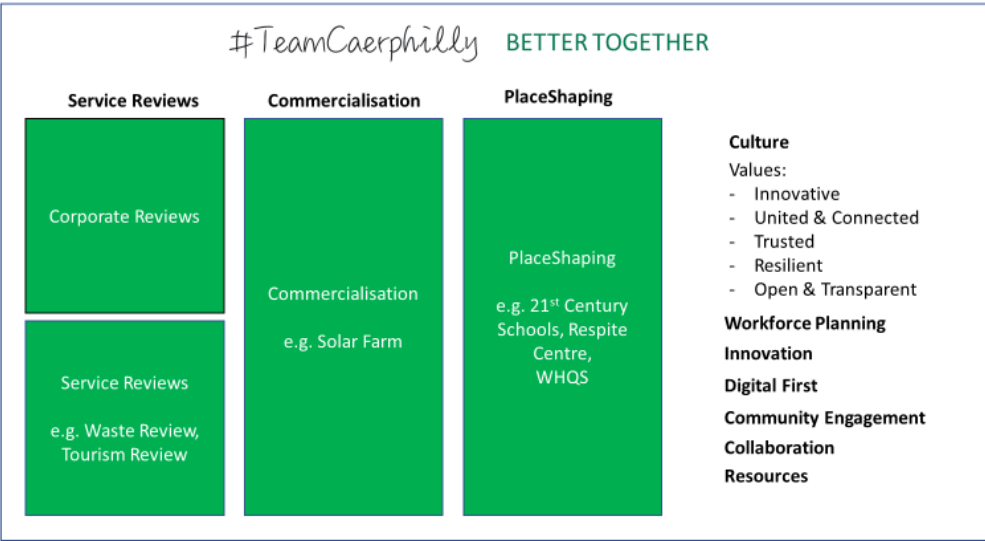 #TeamCaerphilly BETTER TOGETHER
Service Reviews
Commercialisation
PlaceShaping
Corporate Reviews
Service Reviews
e.g. Waste Review,
Tourism Review
Commercialisation
e.g. Solar Farm
PlaceShaping
e.g. 21st Century
Schools, Respite
Centre,
WHQS
Culture
Values:
- Innovative
- United & Connected
- Trusted
- Resilient
- Open & Transparent
Workforce Planning
Innovation
Digital First
Community Engagement
Collaboration
Resources